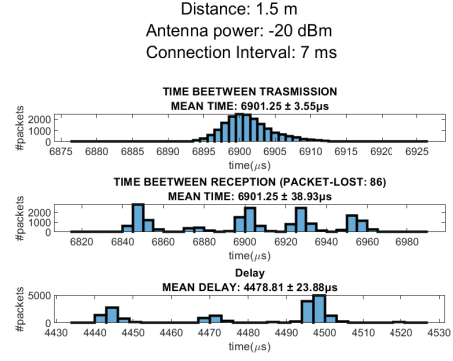 Distance: 1.5 m
Antenna power: -20 dBm
Connection Interval: 7 ms
TIME BEETWEEN TRASMISSION
MEAN TIME: 6901.25 ± 3.55μs
#packets
2000
1000
0
6875 6880 6885 6890 6895 6900 6905 6910 6915 6920 6925
time(μs)
TIME BEETWEEN RECEPTION (PACKET-LOST: 86)
MEAN TIME: 6901.25 ± 38.93μs
#packets
2000
1000
0
6820 6840 6860 6880 6900 6920 6940 6960 6980
time(μs)
Delay
MEAN DELAY: 4478.81 ± 23.88μs
#packets
5000
0
4430 4440 4450 4460 4470 4480 4490 4500 4510 4520 4530
time(μs)